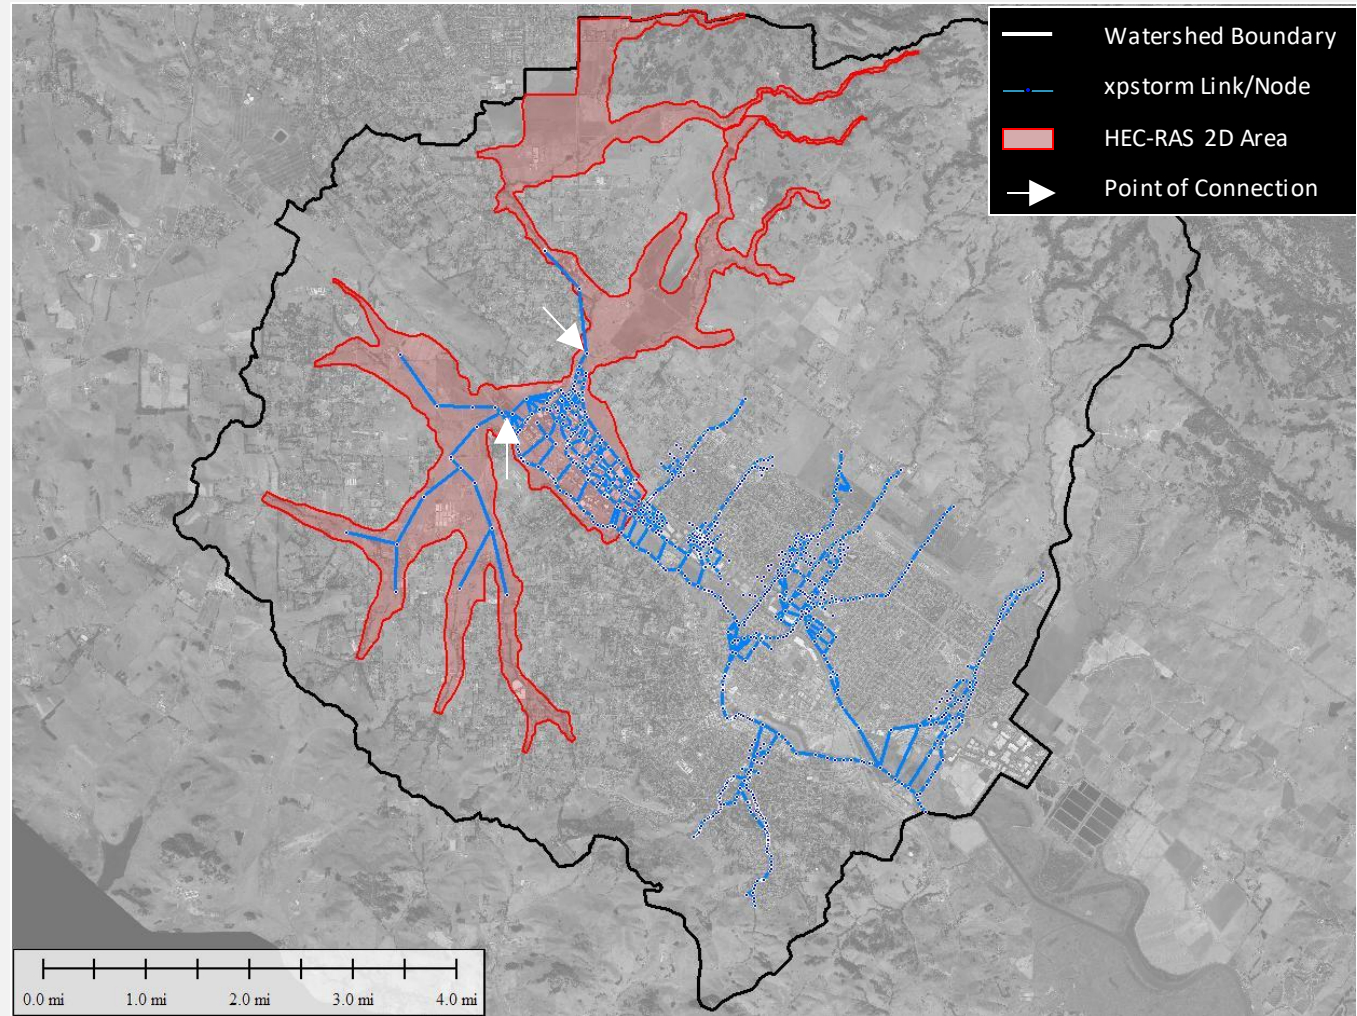 Watershed Boundary
xpstorm Link/Node
HEC-RAS 2D Area
Point of Connection
0.0 mi 1.0 mi 2.0 mi 3.0 mi 4.0 mi